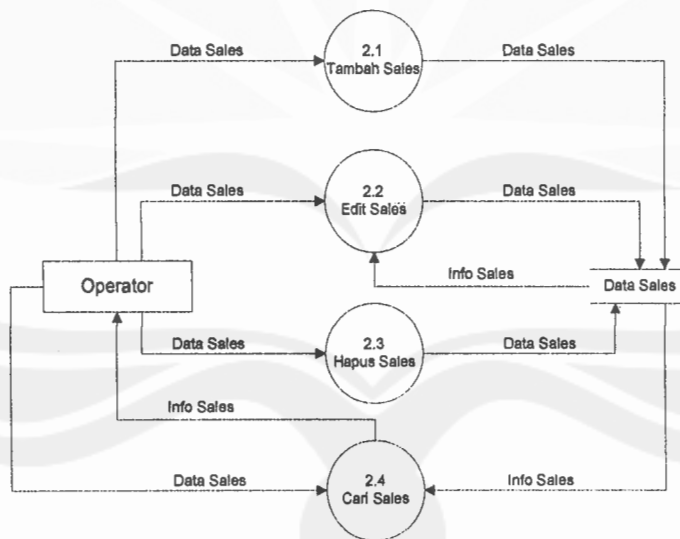 Data Sales
2.1
Tambah Sales
Data Sales
Data Sales
2.2
Edit Sales
Data Sales
Info Sales
Operator
Data Sales
Data Sales
2.3
Hapus Sales
Data Sales
Info Sales
Data Sales
2.4
Cari Sales
Info Sales